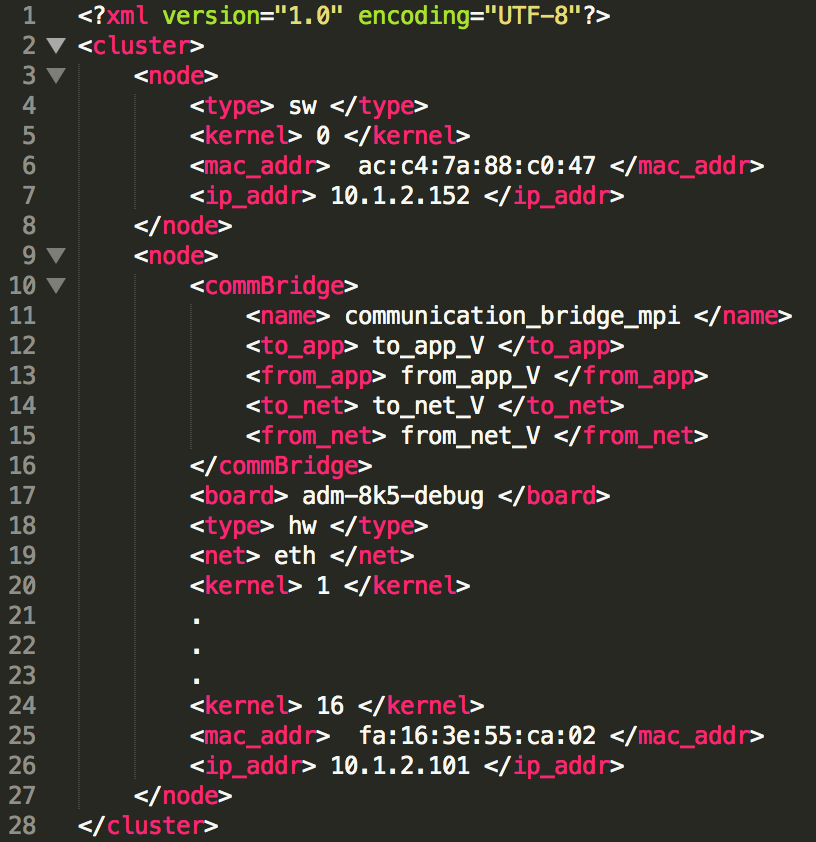 1 <?xml version="1.0" encoding="UTF-8"?>
2 <cluster>
3 <node>
4 <type> sw </type>
5 <kernel> 0 </kernel>
6 <mac_addr>  ac:c4:7a:88:c0:47 </mac_addr>
7 <ip_addr> 10.1.2.152 </ip_addr>
8 </node>
9 <node>
10 <commBridge>
11 <name> communication_bridge_mpi </name>
12 <to_app> to_app_V </to_app>
13 <from_app> from_app_V </from_app>
14 <to_net> to_net_V </to_net>
15 <from_net> from_net_V </from_net>
16 </commBridge>
17 <board> adm-8k5-debug </board>
18 <type> hw </type>
19 <net> eth </net>
20 <kernel> 1 </kernel>
21 .
22 .
23 .
24 <kernel> 16 </kernel>
25 <mac_addr>  fa:16:3e:55:ca:02 </mac_addr>
26 <ip_addr> 10.1.2.101 </ip_addr>
27 </node>
28 </cluster>